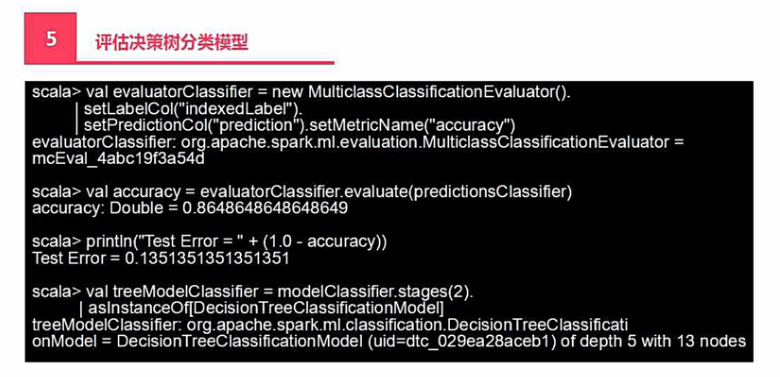 5
评估决策树分类模型
scala> val evaluatorClassifier = new MulticlassClassificationEvaluator().
| setLabelCol("indexedLabel").
| setPredictionCol("prediction").setMetricName("accuracy")
evaluatorClassifier: org.apache.spark.ml.evaluation.MulticlassClassificationEvaluator =
mcEval_4abc19f3a54d
scala> val accuracy = evaluatorClassifier.evaluate(predictionsClassifier)
accuracy: Double = 0.8648648648648649
scala> println("Test Error = " + (1.0 - accuracy))
Test Error = 0.1351351351351351
scala> val treeModelClassifier = modelClassifier.stages(2).
| asInstanceOf[DecisionTreeClassificationModel]
treeModelClassifier: org.apache.spark.ml.classification.DecisionTreeClassificati
onModel = DecisionTreeClassificationModel (uid=dtc_029ea28aceb1) of depth 5 with 13 nodes